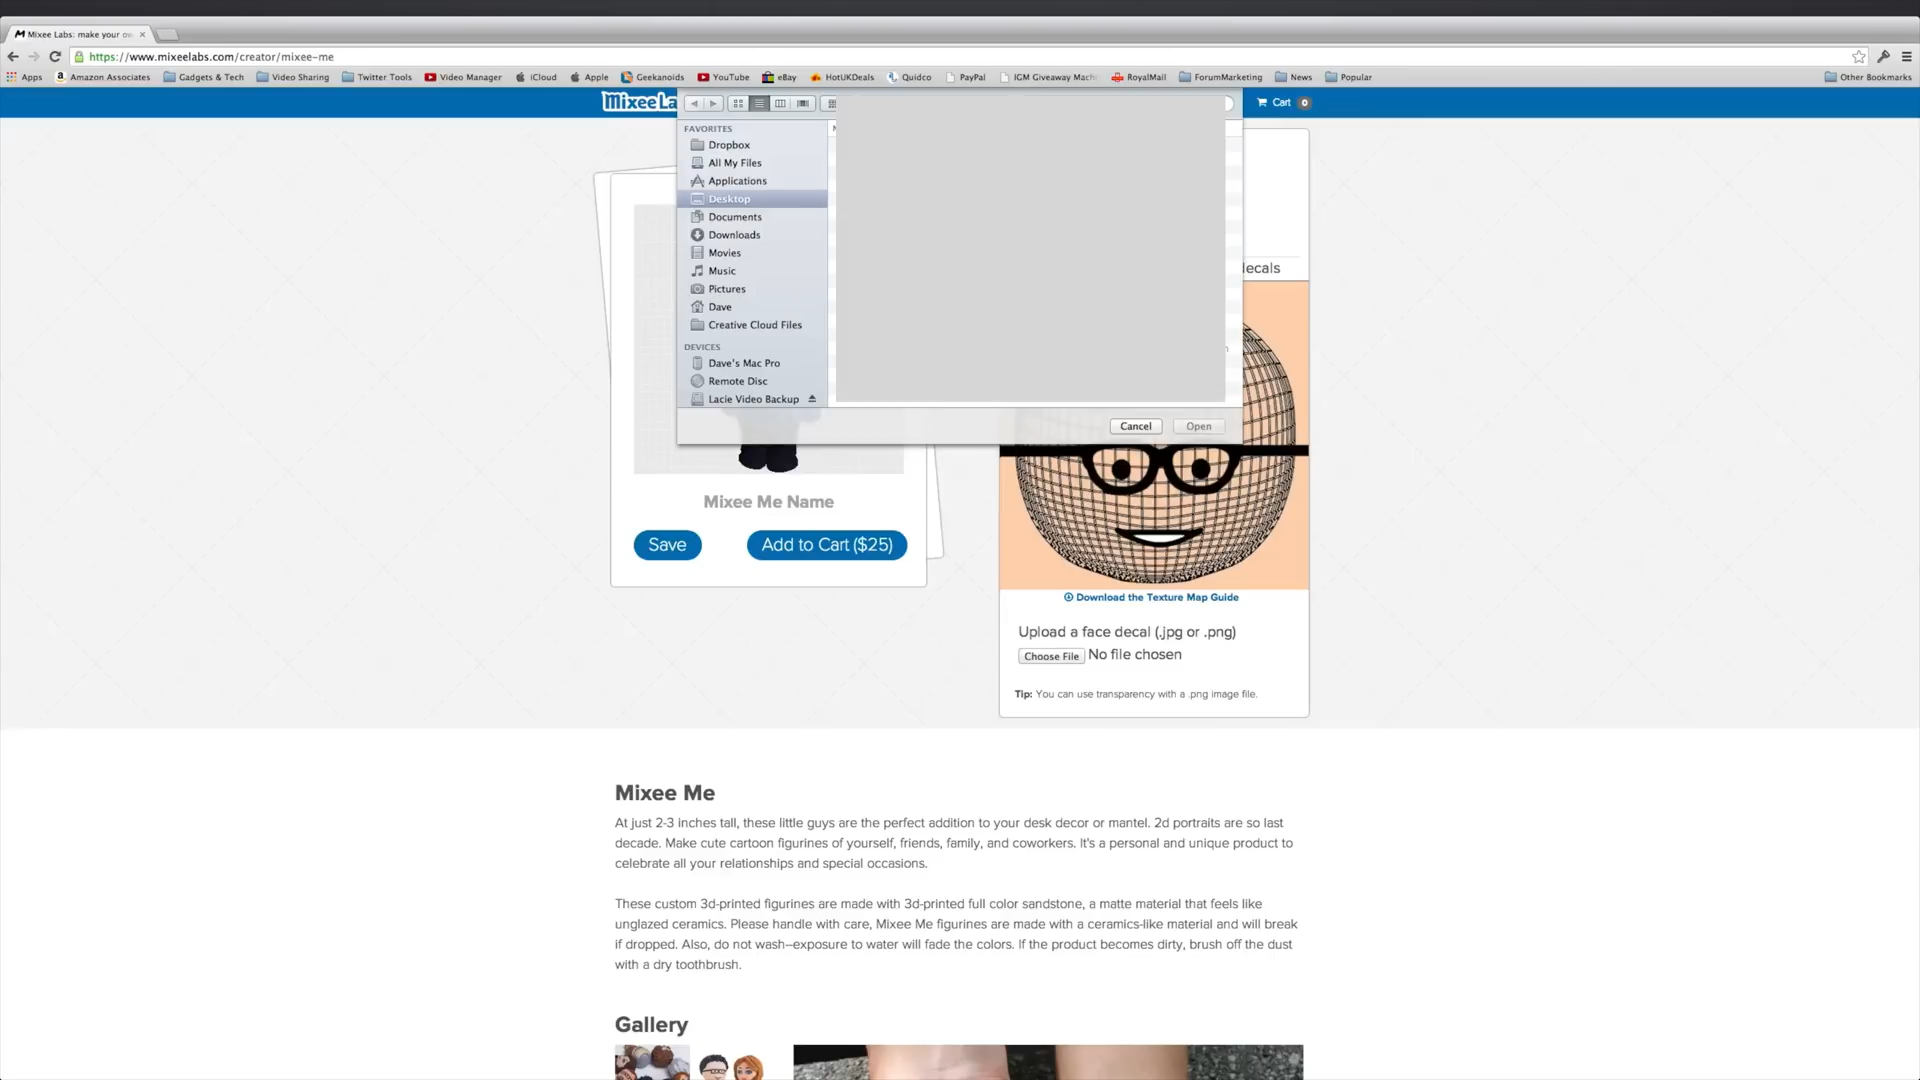 Mixee Labs: make your ow
https://www.mixeelabs.com/creator/mixee-me
Apps
Amazon Associates
Gadgets & Tech
Video Sharing
Twitter Tools
Video Manager
iCloud
Apple
Geekanoids
YouTube
eBay
HotUKDeals
Quidco
PayPal
IGM Giveaway Mach
RoyalMail
ForumMarketing
News
Popular
Other Bookmarks
MixeeLa
Cart 0
FAVORITES
Dropbox
All My Files
Applications
Desktop
Documents
Downloads
Movies
Music
Pictures
Dave
Creative Cloud Files
DEVICES
Dave's Mac Pro
Remote Disc
Lacie Video Backup
Cancel
Open
ecals
Mixee Me Name
Save
Add to Cart ($25)
Download the Texture Map Guide
Upload a face decal (.jpg or .png)
Choose File No file chosen
Tip: You can use transparency with a .png image file.
Mixee Me
At just 2-3 inches tall, these little guys are the perfect addition to your desk decor or mantel. 2d portraits are so last
decade. Make cute cartoon figurines of yourself, friends, family, and coworkers. It's a personal and unique product to
celebrate all your relationships and special occasions.
These custom 3d-printed figurines are made with 3d-printed full color sandstone, a matte material that feels like
unglazed ceramics. Please handle with care, Mixee Me figurines are made with a ceramics-like material and will break
if dropped. Also, do not wash--exposure to water will fade the colors. If the product becomes dirty, brush off the dust
with a dry toothbrush.
Gallery